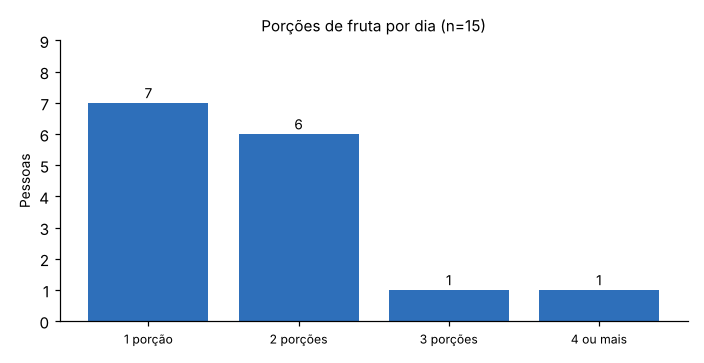 Porções de fruta por dia (n=15)
Pessoas
9
8
7
6
5
4
3
2
1
0
7
6
1
1
1 porção
2 porções
3 porções
4 ou mais